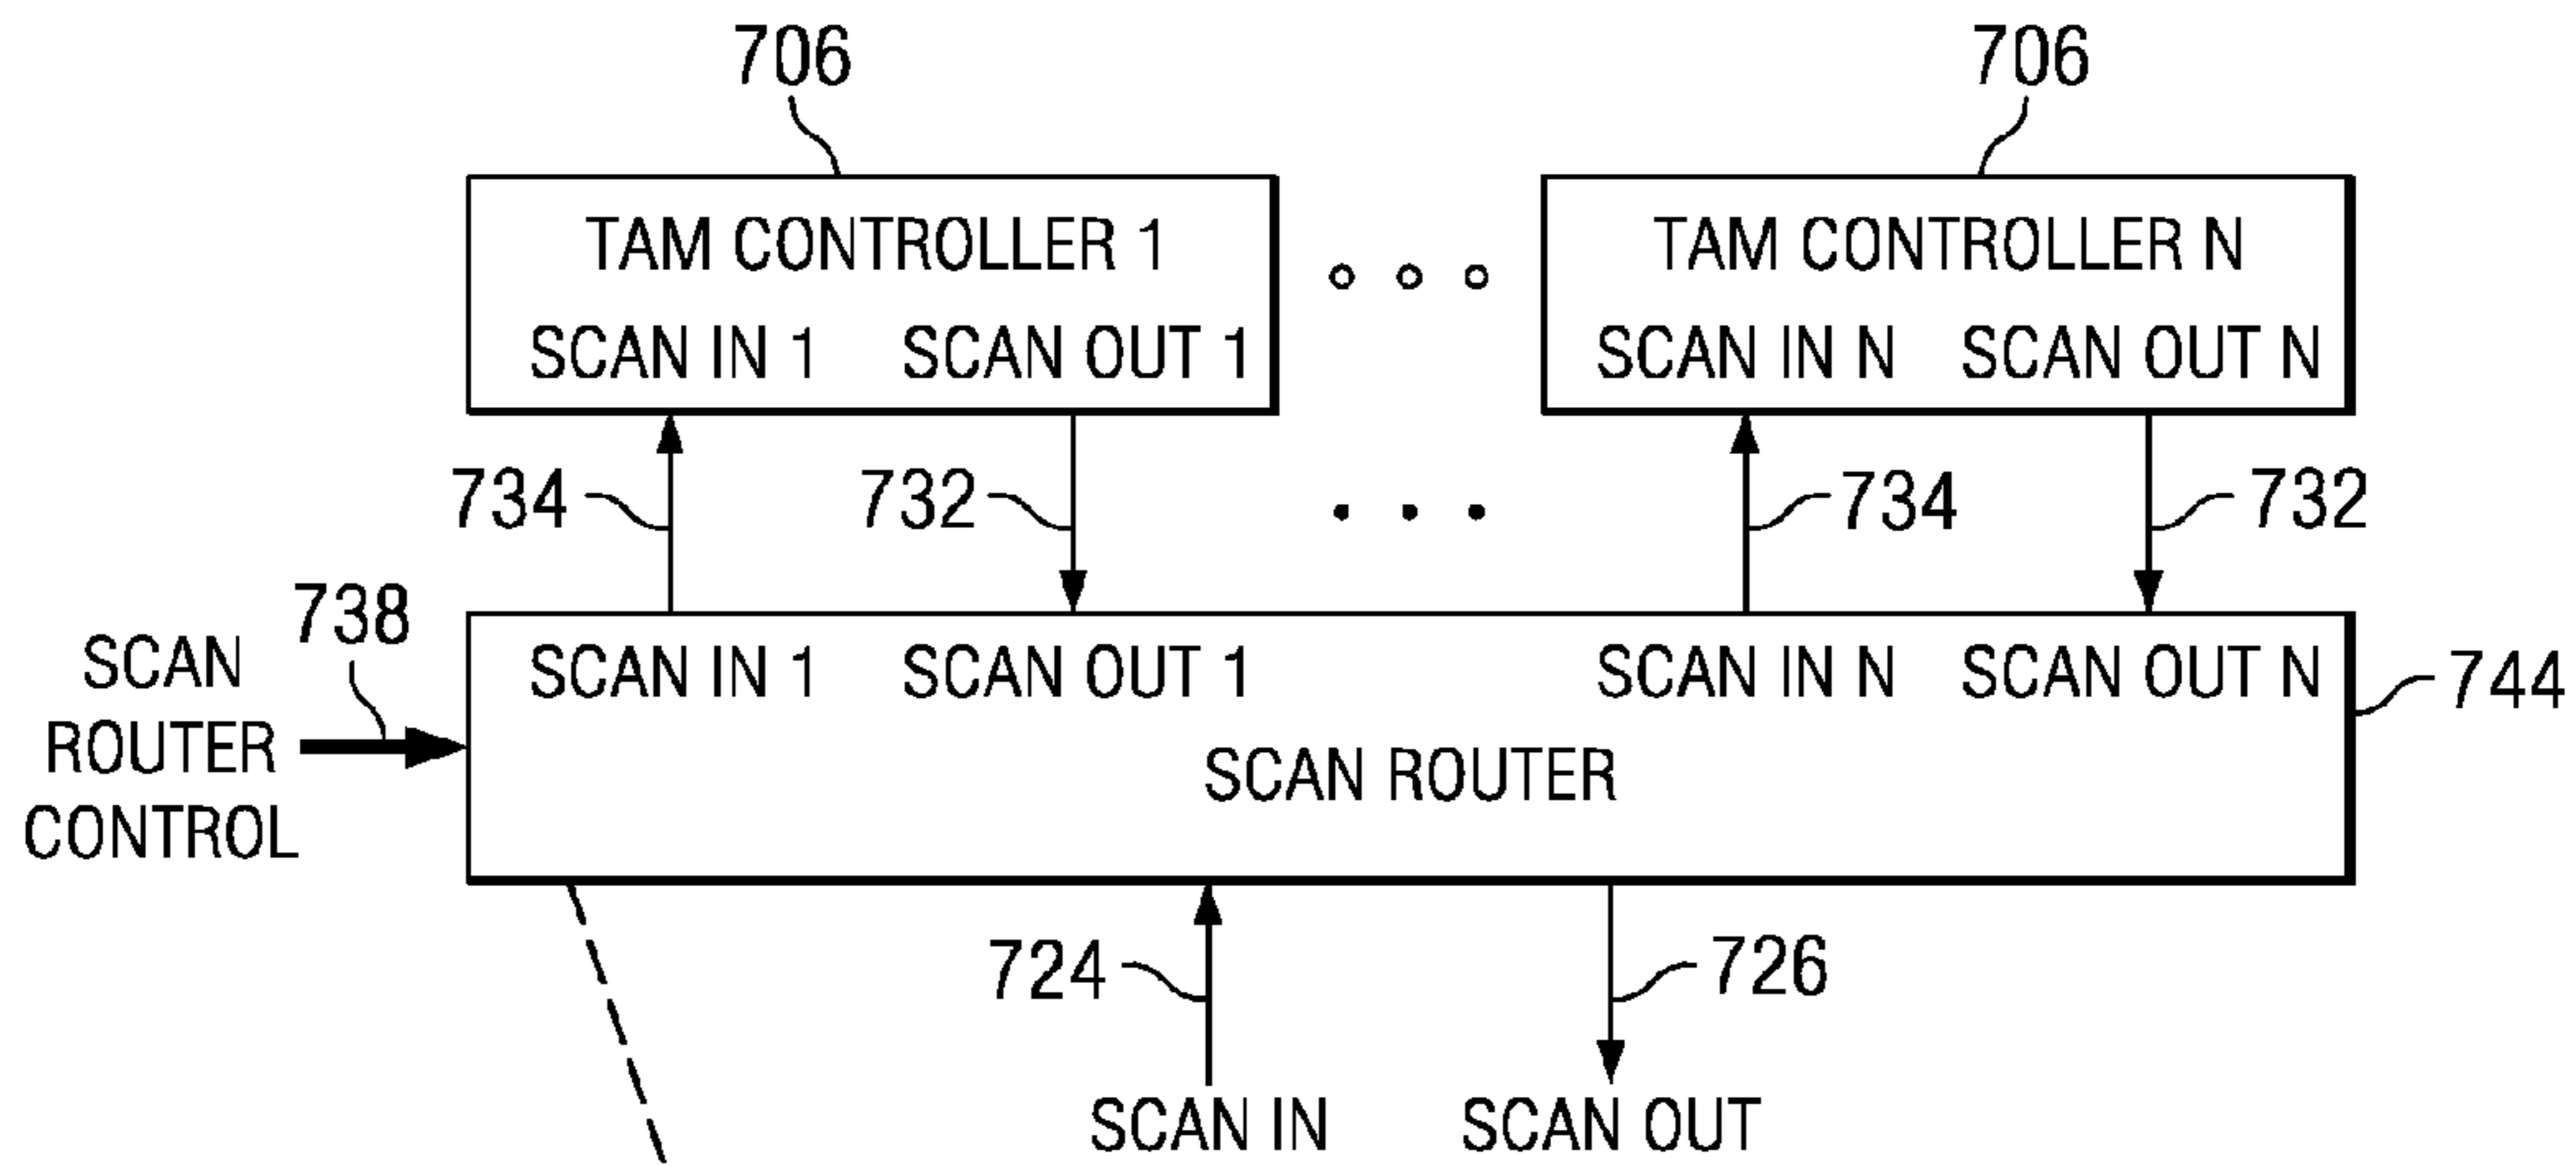 706 706
TAM CONTROLLER 1 TAM CONTROLLER N
SCAN IN 1 SCAN OUT 1 SCAN IN N SCAN OUT N
734 732 734 732
738
SCAN ROUTER CONTROL
SCAN IN 1 SCAN OUT 1 SCAN IN N SCAN OUT N
744
SCAN ROUTER
724 726
SCAN IN SCAN OUT